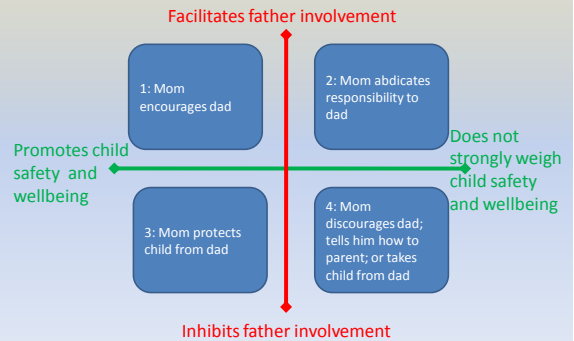 Facilitates father involvement
1: Mom
encourages dad
2: Mom abdicates
responsibility to
dad
Promotes child
safety and
wellbeing
Does not
strongly weigh
child safety
and wellbeing
3: Mom protects
child from dad
4: Mom
discourages dad;
tells him how to
parent; or takes
child from dad
Inhibits father involvement